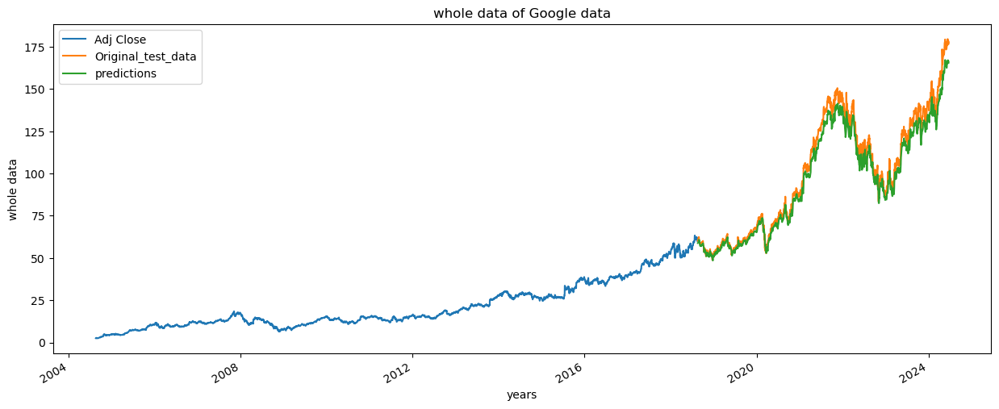 whole data of Google data
Adj Close
Original_test_data
predictions
whole data
175
150
125
100
75
50
25
0
2004
2008
2012
2016
2020
2024
years